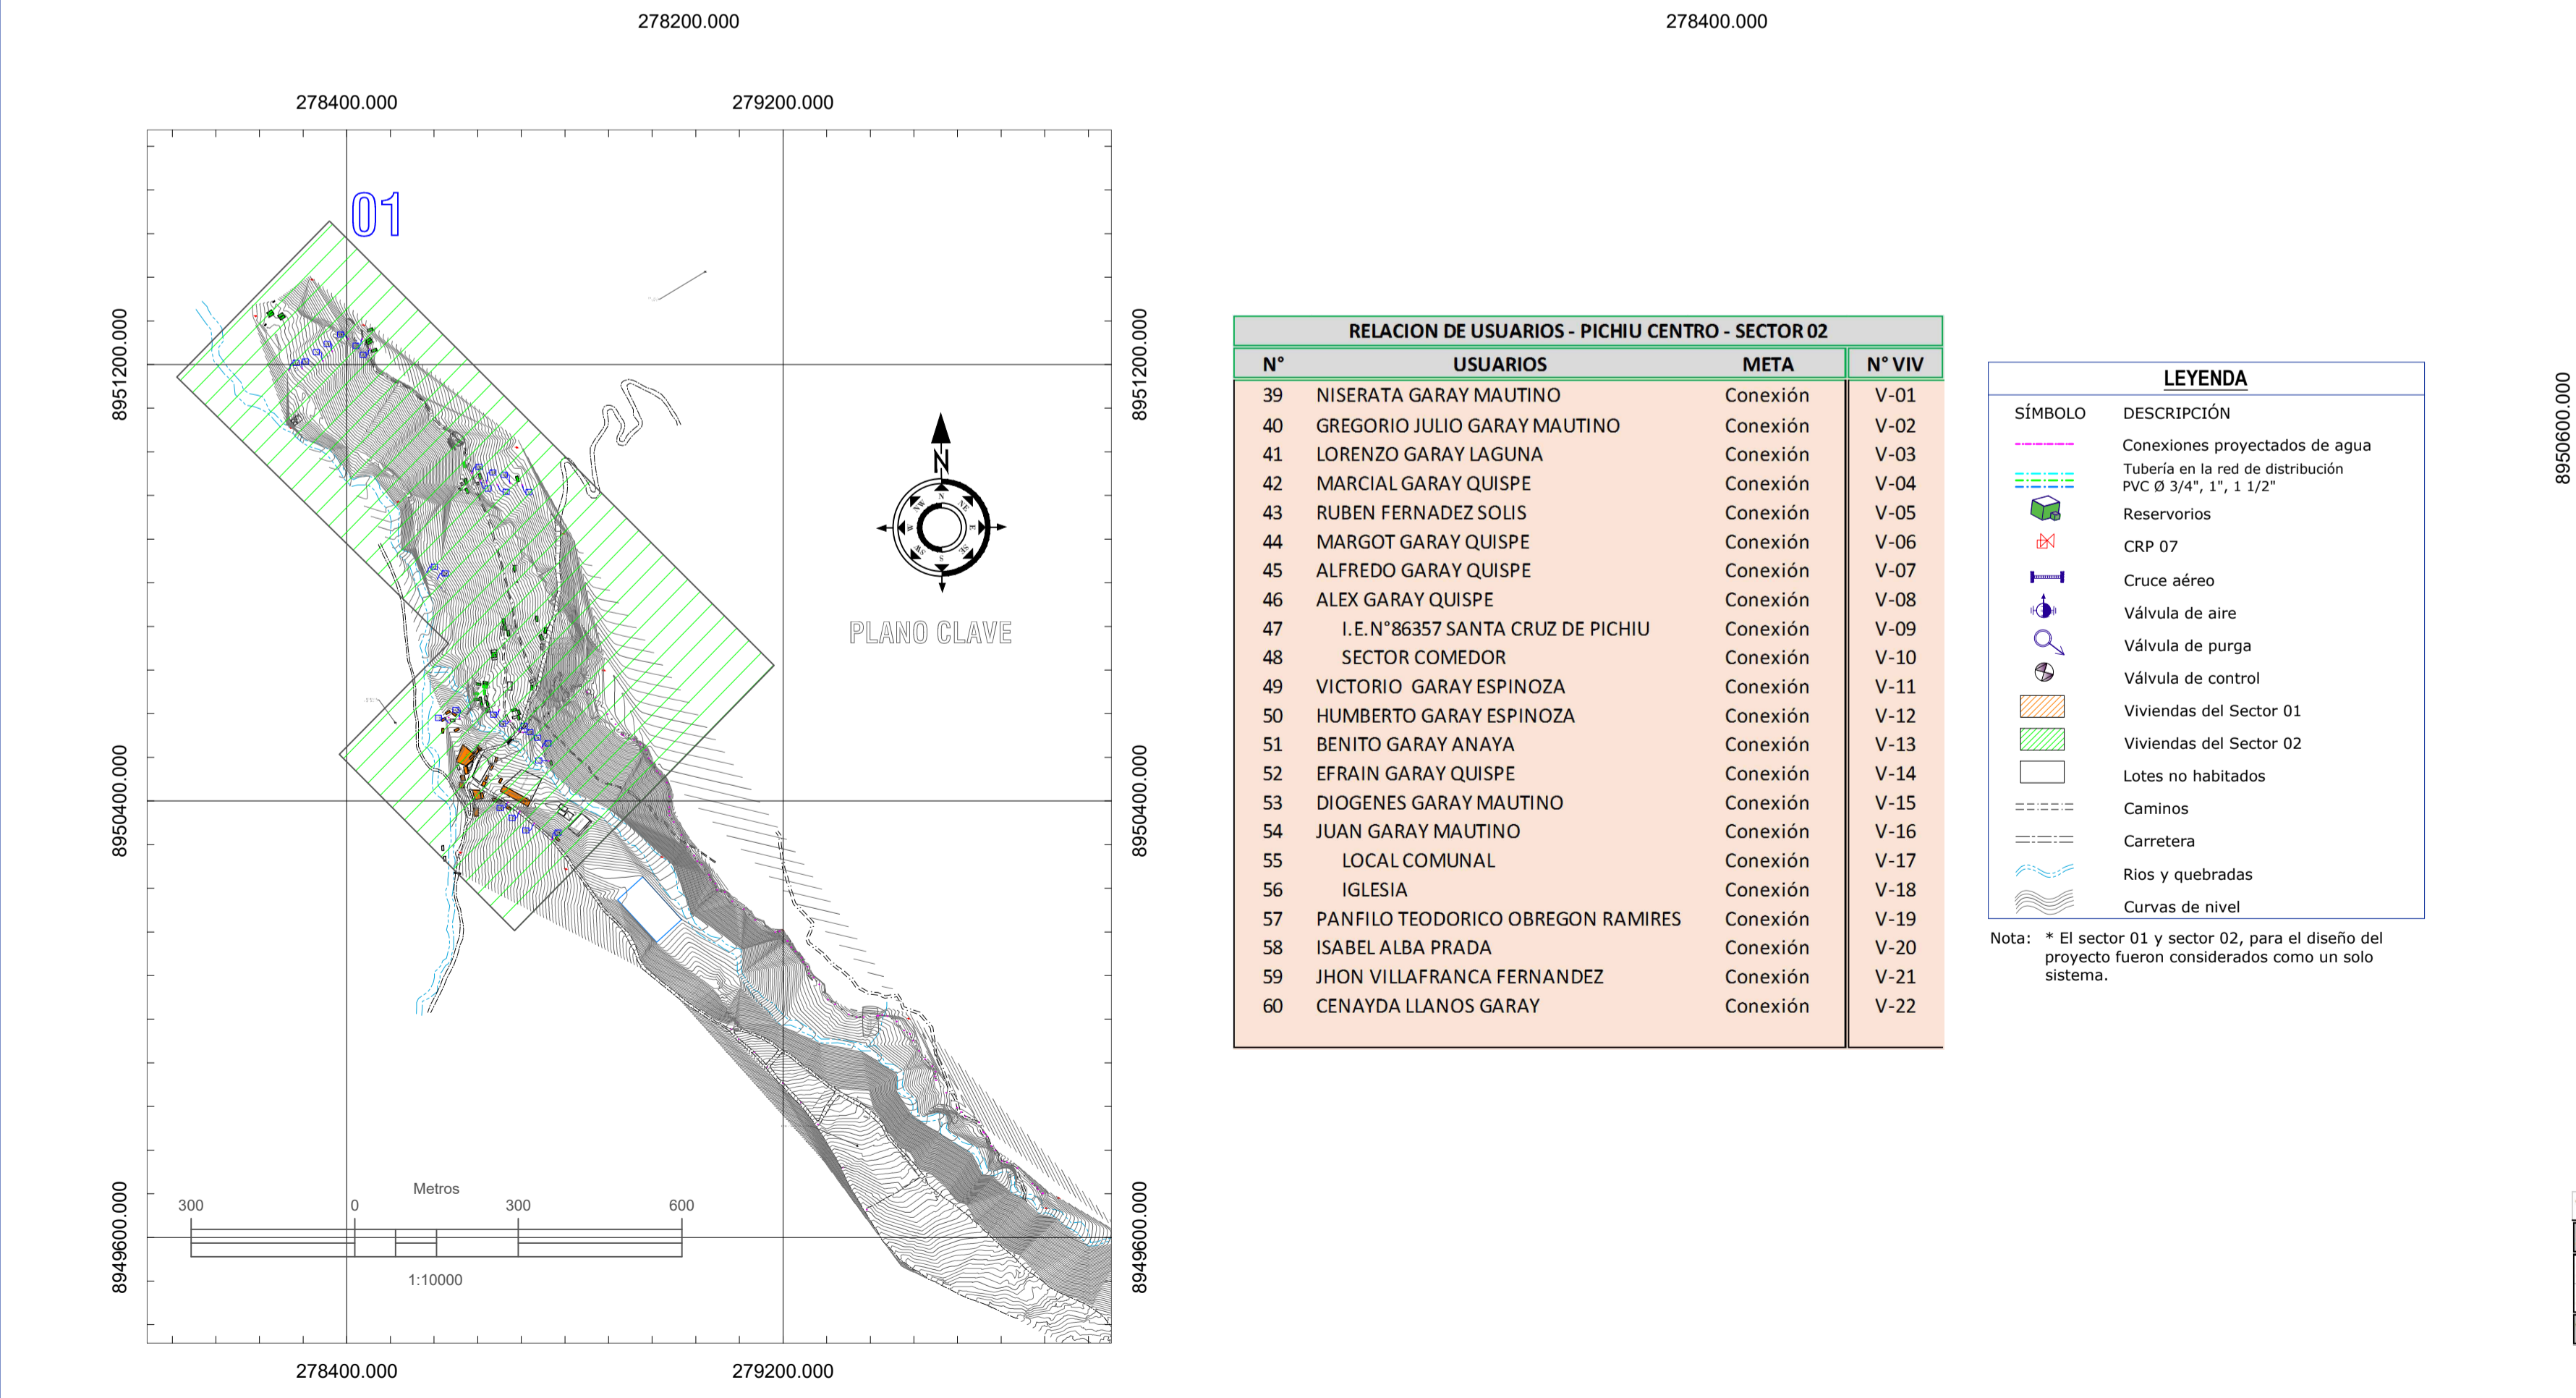 278200.000
278400.000
278400.000
279200.000
01
8951200.000
8951200.000
8950400.000
8950400.000
8949600.000
8949600.000
N
N
NE
E
SE
S
SW
W
NW
PLANO CLAVE
Metros
300 0 300 600
1:10000
278400.000
279200.000
RELACION DE USUARIOS - PICHIU CENTRO - SECTOR 02
N° USUARIOS META N° VIV
39 NISERATA GARAY MAUTINO Conexión V-01
40 GREGORIO JULIO GARAY MAUTINO Conexión V-02
41 LORENZO GARAY LAGUNA Conexión V-03
42 MARCIAL GARAY QUISPE Conexión V-04
43 RUBEN FERNADEZ SOLIS Conexión V-05
44 MARGOT GARAY QUISPE Conexión V-06
45 ALFREDO GARAY QUISPE Conexión V-07
46 ALEX GARAY QUISPE Conexión V-08
47 I.E.N°86357 SANTA CRUZ DE PICHIU Conexión V-09
48 SECTOR COMEDOR Conexión V-10
49 VICTORIO GARAY ESPINOZA Conexión V-11
50 HUMBERTO GARAY ESPINOZA Conexión V-12
51 BENITO GARAY ANAYA Conexión V-13
52 EFRAIN GARAY QUISPE Conexión V-14
53 DIOGENES GARAY MAUTINO Conexión V-15
54 JUAN GARAY MAUTINO Conexión V-16
55 LOCAL COMUNAL Conexión V-17
56 IGLESIA Conexión V-18
57 PANFILO TEODORICO OBREGON RAMIRES Conexión V-19
58 ISABEL ALBA PRADA Conexión V-20
59 JHON VILLAFRANCA FERNANDEZ Conexión V-21
60 CENAYDA LLANOS GARAY Conexión V-22
LEYENDA
SÍMBOLO DESCRIPCIÓN
Conexiones proyectados de agua
Tubería en la red de distribución
PVC Ø 3/4", 1", 1 1/2"
Reservorios
CRP 07
Cruce aéreo
Válvula de aire
Válvula de purga
Válvula de control
Viviendas del Sector 01
Viviendas del Sector 02
Lotes no habitados
Caminos
Carretera
Rios y quebradas
Curvas de nivel
Nota: * El sector 01 y sector 02, para el diseño del
proyecto fueron considerados como un solo
sistema.
8950600.000